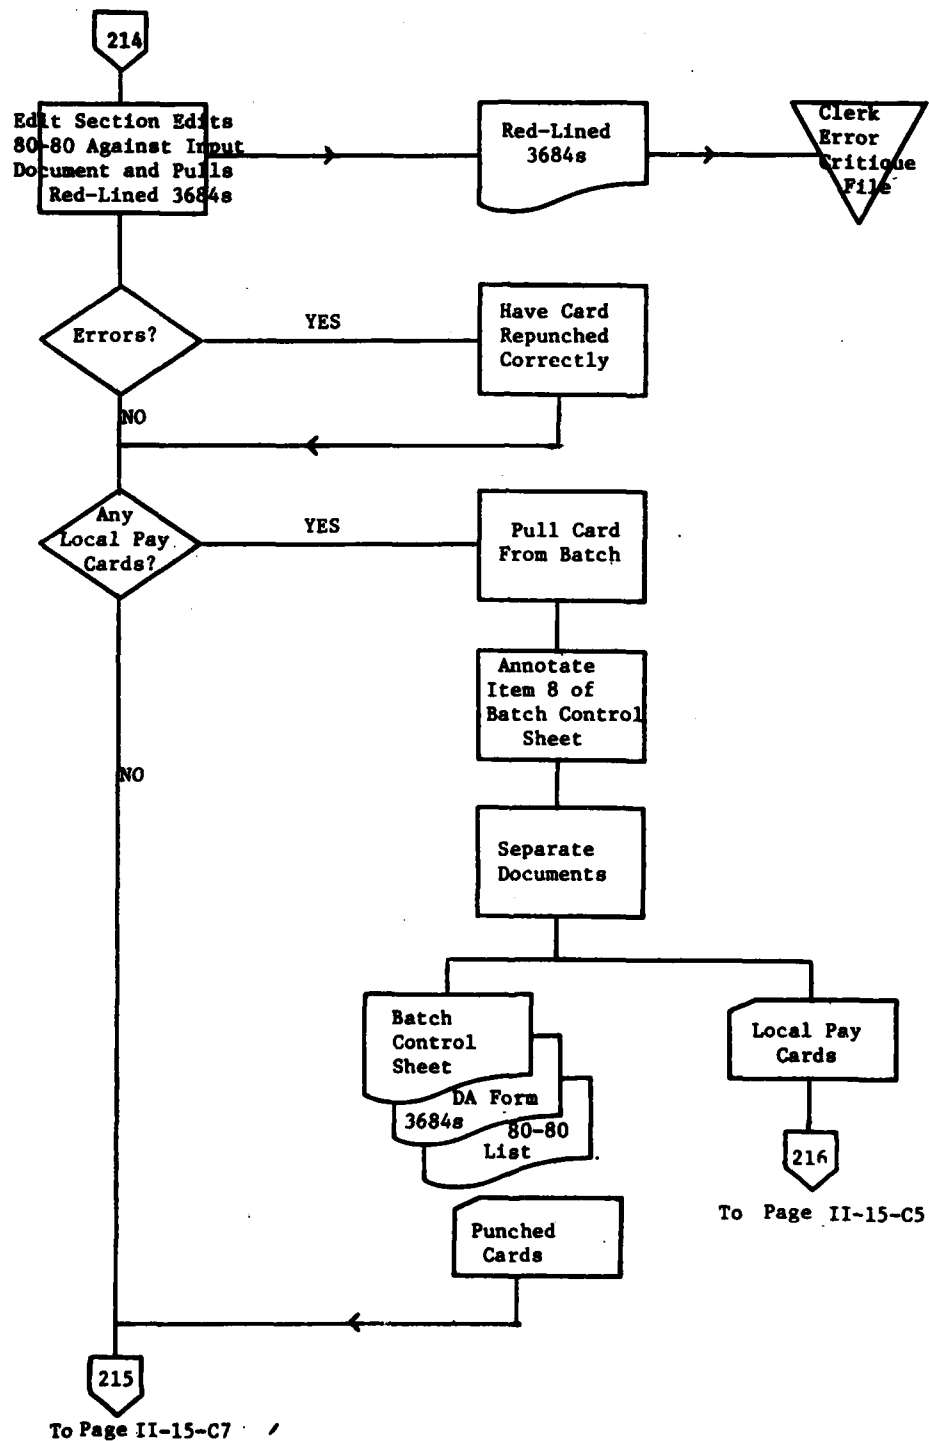 214
Edit Section Edits
80-80 Against Input
Document and Pulls
Red-Lined 3684s
Red-Lined
3684s
Clerk
Error
Critique
File
Errors?
YES
Have Card
Repunched
Correctly
NO
Any
Local Pay
Cards?
YES
Pull Card
From Batch
Annotate
Item 8 of
Batch Control
Sheet
NO
Separate
Documents
Batch
Control
Sheet
DA Form
3684s
80-80
List
Local Pay
Cards
216
To Page II-15-C5
Punched
Cards
215
To Page II-15-C7